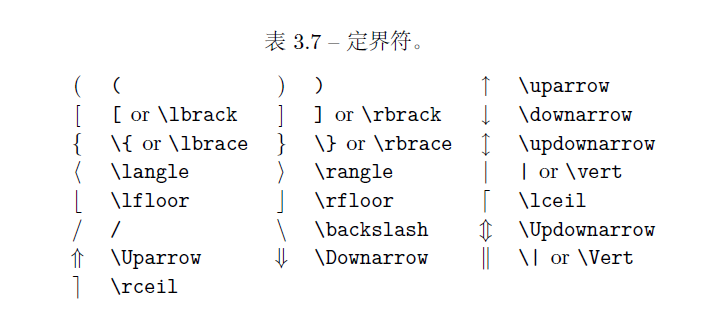 表 3.7 – 定界符。
( ( ) ) ↑ \uparrow
[ [ or \lbrack ] ] or \rbrack ↓ \downarrow
{ \{ or \lbrace } \} or \rbrace ↕ \updownarrow
⟨ \langle ⟩ \rangle | | or \vert
⌊ \lfloor ⌋ \rfloor ⌈ \lceil
/ / \ \backslash ⇕ \Updownarrow
⇑ \Uparrow ⇓ \Downarrow ‖ \| or \Vert
⌉ \rceil